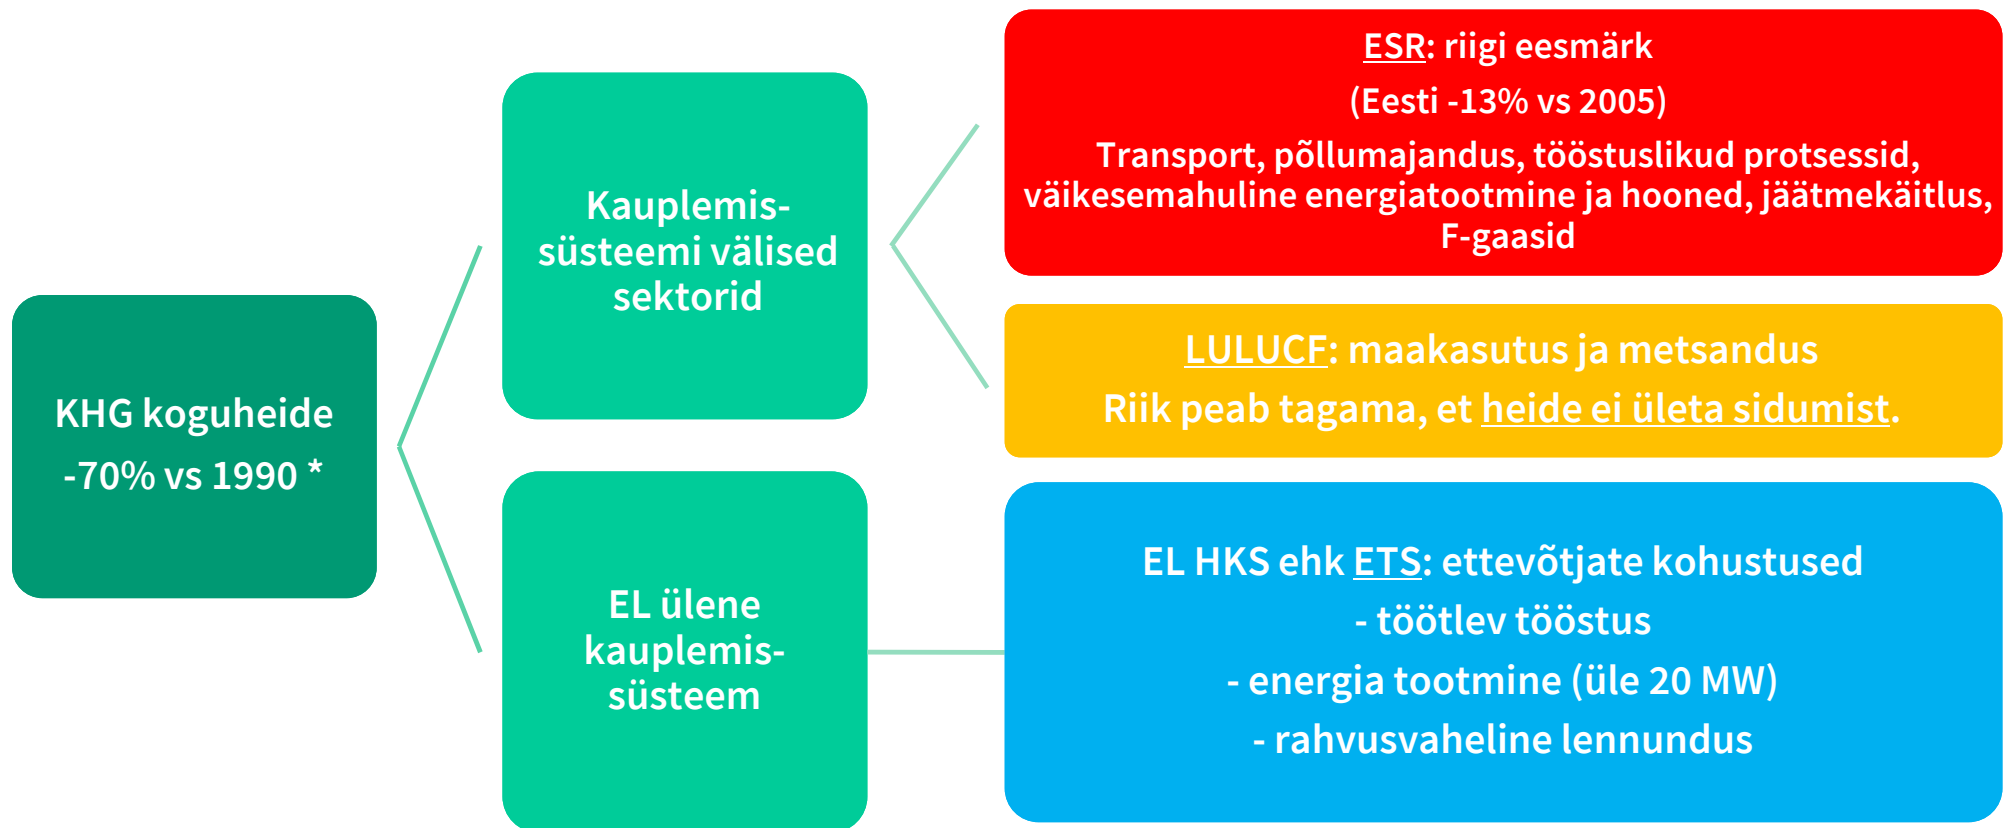 KHG koguheide
-70% vs 1990 *
Kauplemis-
süsteemi välised
sektorid
EL ülene
kauplemis-
süsteem
ESR: riigi eesmärk
(Eesti -13% vs 2005)
Transport, põllumajandus, tööstuslikud protsessid,
väikesemahuline energiatootmine ja hooned, jäätmekäitlus,
F-gaasid
LULUCF: maakasutus ja metsandus
Riik peab tagama, et heide ei ületa sidumist.
EL HKS ehk ETS: ettevõtjate kohustused
- töötlev tööstus
- energia tootmine (üle 20 MW)
- rahvusvaheline lennundus